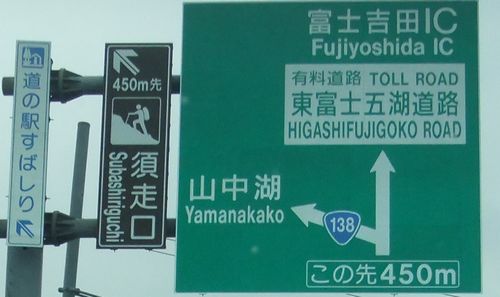 道の駅すばしり
450m先
須走口
Subashiriguchi
富士吉田IC
Fujiyoshida IC
有料道路 TOLL ROAD
東富士五湖道路
HIGASHIFUJIGOKO ROAD
山中湖
Yamanakako
138
この先450m